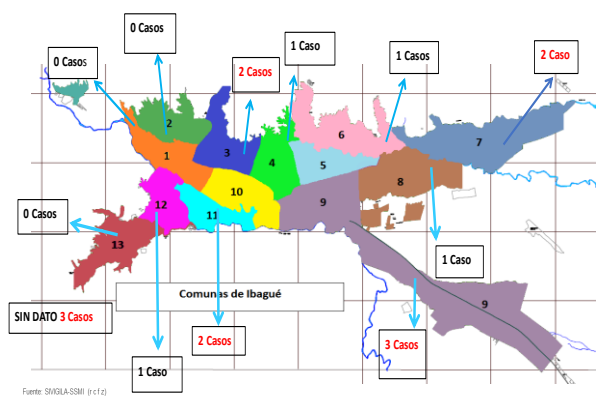 0 Casos
0 Casos
2 Casos
1 Caso
1 Caso
2 Caso
2
1
3
4
6
5
7
8
10
9
12
11
13
9
0 Casos
1 Caso
Comunas de Ibagué
SIN DATO 3 Casos
1 Caso
2 Casos
3 Casos
Fuente: SIVIGILA-SSMI (r c f z)